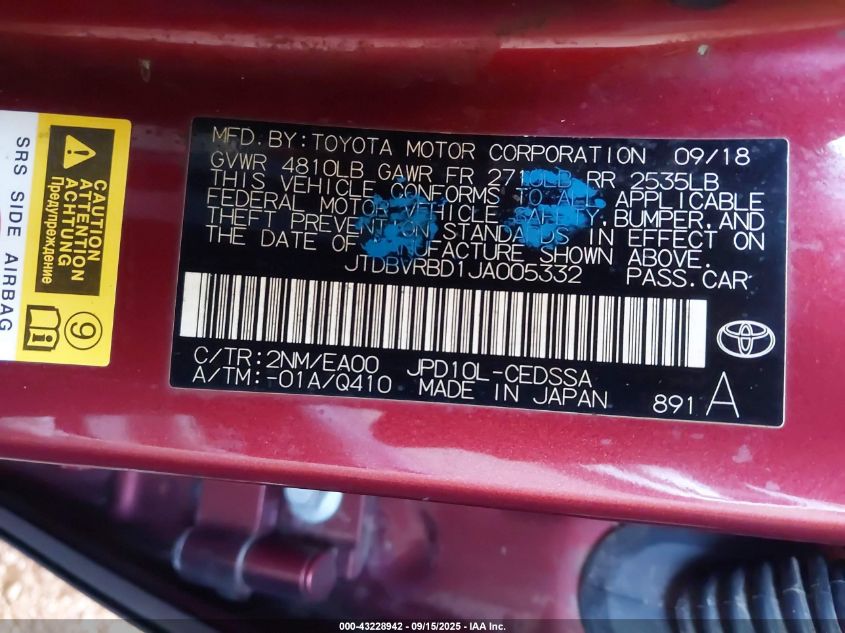 MFD. BY: TOYOTA MOTOR CORPORATION 09/18
GVWR 4810LB GAWR FR 2710LB RR 2535LB
THIS VEHICLE CONFORMS TO ALL APPLICABLE
FEDERAL MOTOR VEHICLE SAFETY, BUMPER, AND
THEFT PREVENTION STANDARDS IN EFFECT ON
THE DATE OF MANUFACTURE SHOWN ABOVE.
JTDBVRBD1JA005332 PASS.CAR
C/TR: 2NM/EA00 JPD10L-CEDSSA
A/TM: -01A/Q410 MADE IN JAPAN 891 A
TOYOTA
SRS SIDE AIRBAG
CAUTION
ATTENTION
ACHTUNG
Предупреждение
9
000-43228942 - 09/15/2025 - IAA Inc.